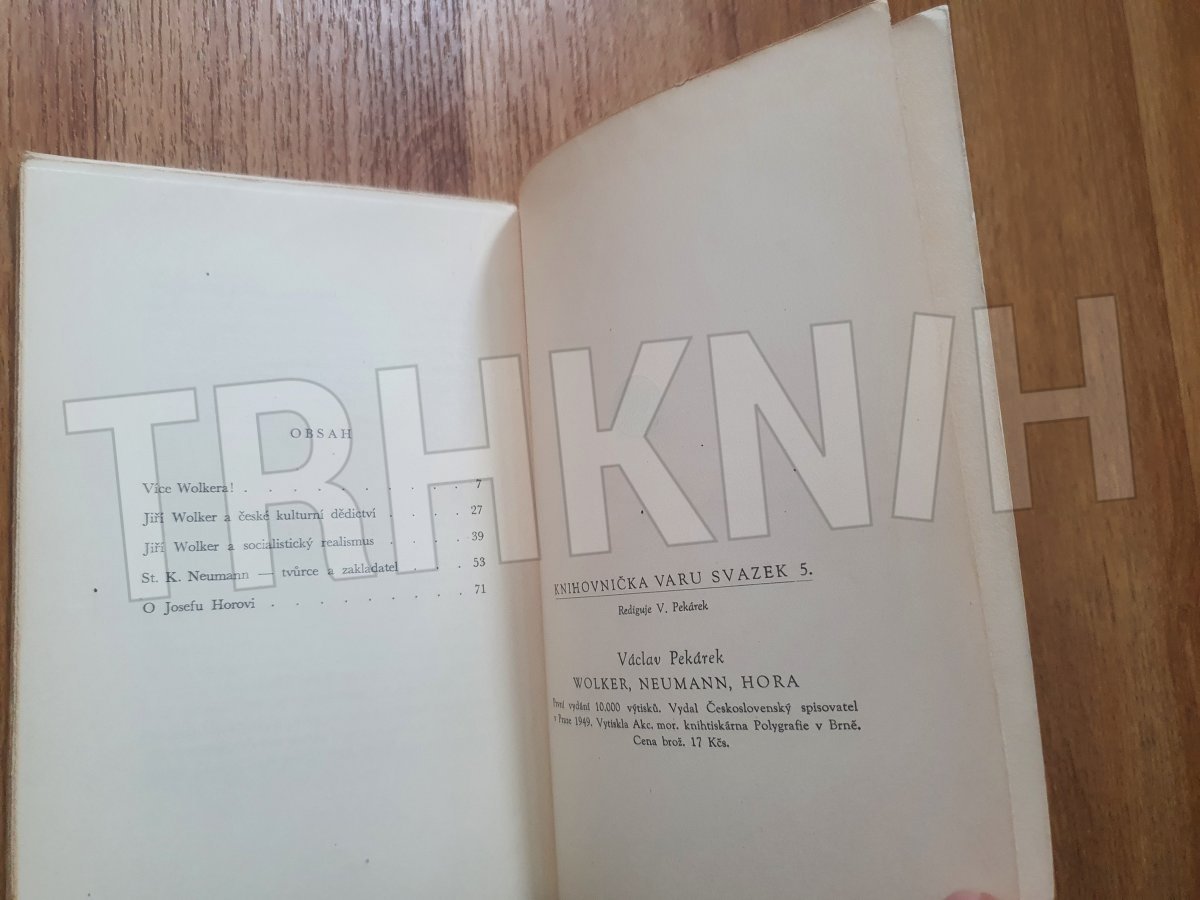 OBSAH
Více Wolkera! . . . . . . . . . 7
Jiří Wolker a české kulturní dědictví . . . . 27
Jiří Wolker a socialistický realismus . . . . 39
St. K. Neumann — tvůrce a zakladatel . . . 53
O Josefu Horovi . . . . . . . . 71
KNIHOVNIČKA VARU SVAZEK 5.
Rediguje V. Pekárek
Václav Pekárek
WOLKER, NEUMANN, HORA
První vydání 10.000 výtisků. Vydal Československý spisovatel
v Praze 1949. Vytiskla Akc. mor. knihtiskárna Polygrafie v Brně.
Cena brož. 17 Kčs.
TRHKNIH